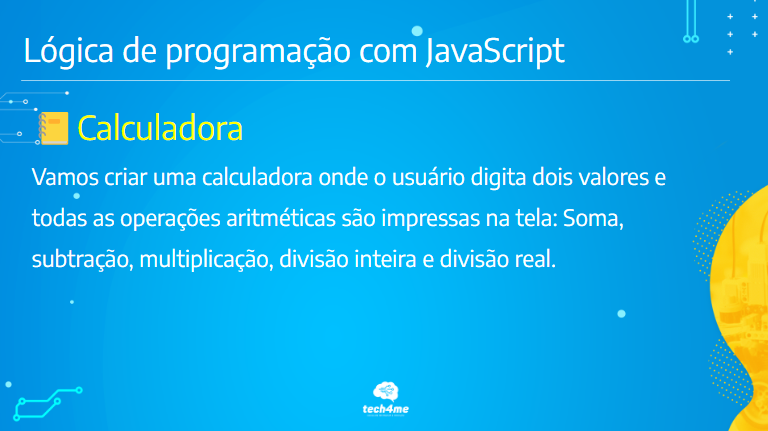 Lógica de programação com JavaScript
Calculadora
Vamos criar uma calculadora onde o usuário digita dois valores e
todas as operações aritméticas são impressas na tela: Soma,
subtração, multiplicação, divisão inteira e divisão real.
tech4me